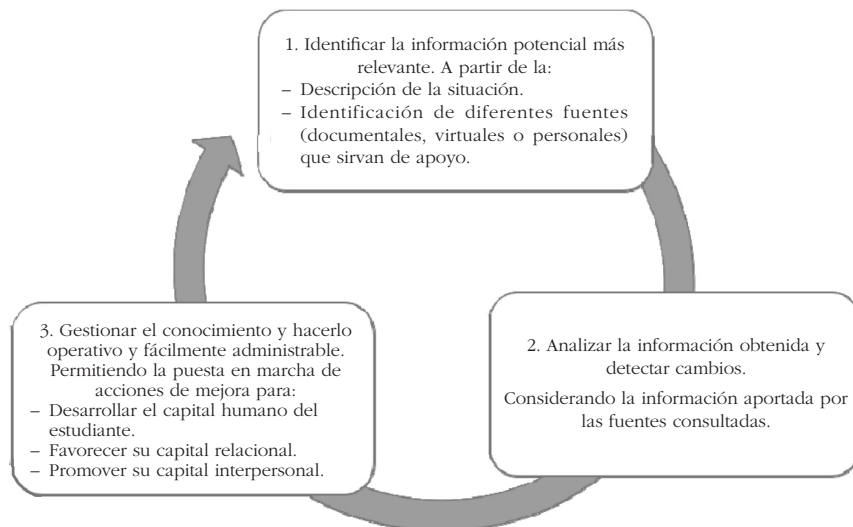 1. Identificar la información potencial más
relevante. A partir de la:
– Descripción de la situación.
– Identificación de diferentes fuentes
(documentales, virtuales o personales)
que sirvan de apoyo.
2. Analizar la información obtenida y
detectar cambios.
Considerando la información aportada por
las fuentes consultadas.
3. Gestionar el conocimiento y hacerlo
operativo y fácilmente administrable.
Permitiendo la puesta en marcha de
acciones de mejora para:
– Desarrollar el capital humano del
estudiante.
– Favorecer su capital relacional.
– Promover su capital interpersonal.